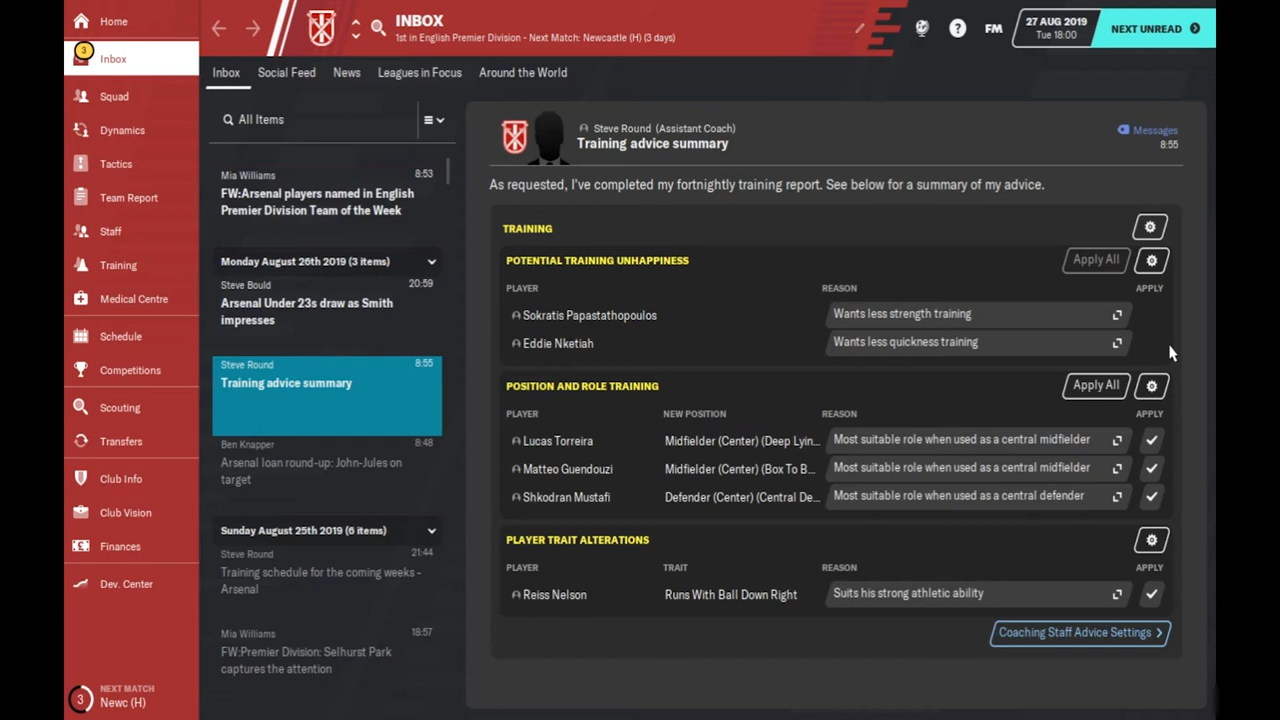 Home
3
Inbox
Squad
Dynamics
Tactics
Team Report
Staff
Training
Medical Centre
Schedule
Competitions
Scouting
Transfers
Club Info
Club Vision
Finances
Dev. Center
3
NEXT MATCH
Newc (H)
INBOX
1st in English Premier Division - Next Match: Newcastle (H) (3 days)
?
FM
27 AUG 2019
Tue 18:00
NEXT UNREAD
Inbox
Social Feed
News
Leagues in Focus
Around the World
All Items
Mia Williams 8:53
FW:Arsenal players named in English
Premier Division Team of the Week
Monday August 26th 2019 (3 items)
Steve Bould 20:59
Arsenal Under 23s draw as Smith
impresses
Steve Round 8:55
Training advice summary
Ben Knapper 8:48
Arsenal loan round-up: John-Jules on
target
Sunday August 25th 2019 (6 items)
Steve Round 21:44
Training schedule for the coming weeks -
Arsenal
Mia Williams 18:57
FW:Premier Division: Selhurst Park
captures the attention
Steve Round (Assistant Coach)
Training advice summary
Messages
8:55
As requested, I've completed my fortnightly training report. See below for a summary of my advice.
TRAINING
POTENTIAL TRAINING UNHAPPINESS Apply All
PLAYER REASON APPLY
Sokratis Papastathopoulos Wants less strength training
Eddie Nketiah Wants less quickness training
POSITION AND ROLE TRAINING Apply All
PLAYER NEW POSITION REASON APPLY
Lucas Torreira Midfielder (Center) (Deep Lyin... Most suitable role when used as a central midfielder
Matteo Guendouzi Midfielder (Center) (Box To B... Most suitable role when used as a central midfielder
Shkodran Mustafi Defender (Center) (Central De... Most suitable role when used as a central defender
PLAYER TRAIT ALTERATIONS
PLAYER TRAIT REASON APPLY
Reiss Nelson Runs With Ball Down Right Suits his strong athletic ability
Coaching Staff Advice Settings